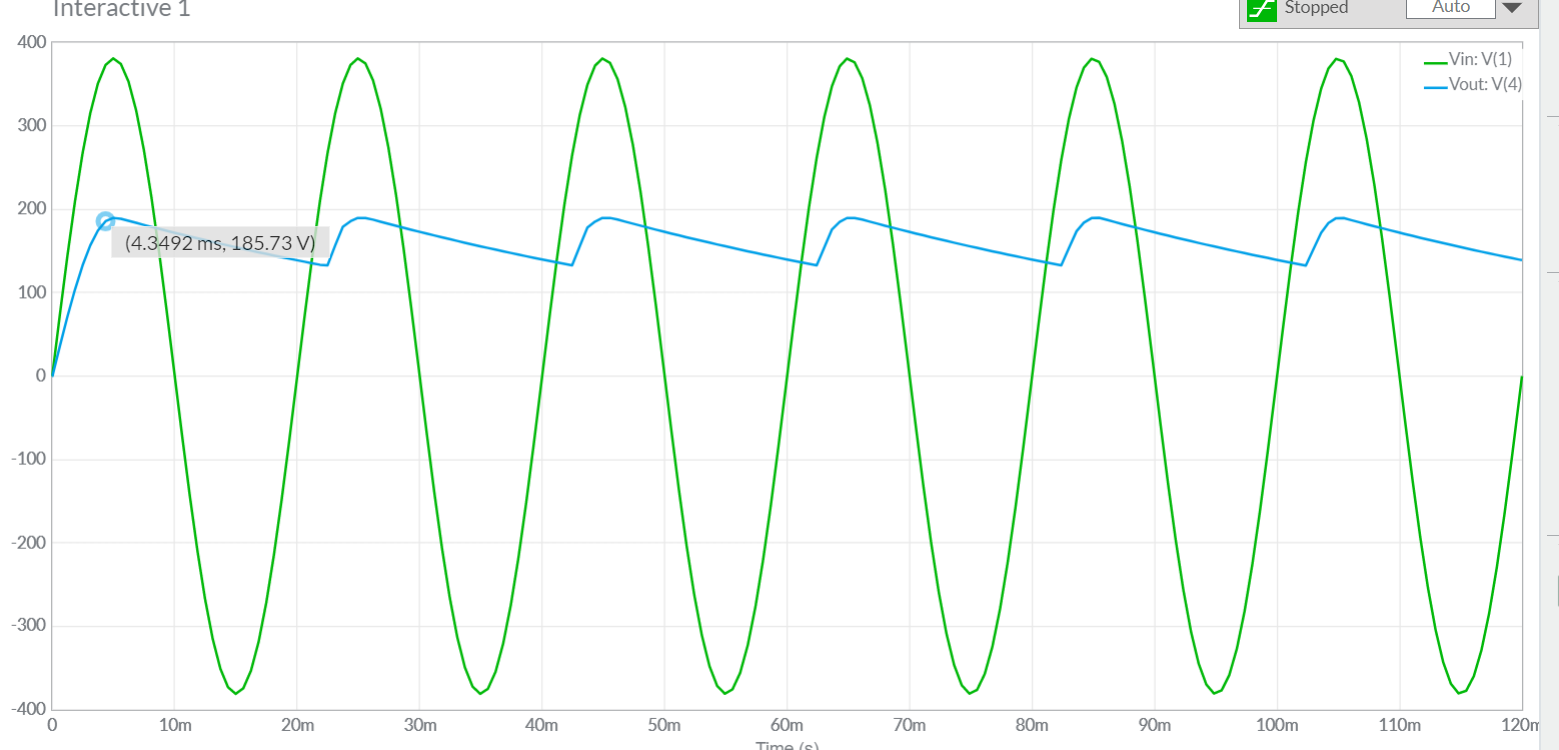 Interactive 1
Stopped
Auto
400
300
200
100
0
-100
-200
-300
-400
Vin: V(1)
Vout: V(4)
(4.3492 ms, 185.73 V)
0 10m 20m 30m 40m 50m 60m 70m 80m 90m 100m 110m 120m
Time (s)